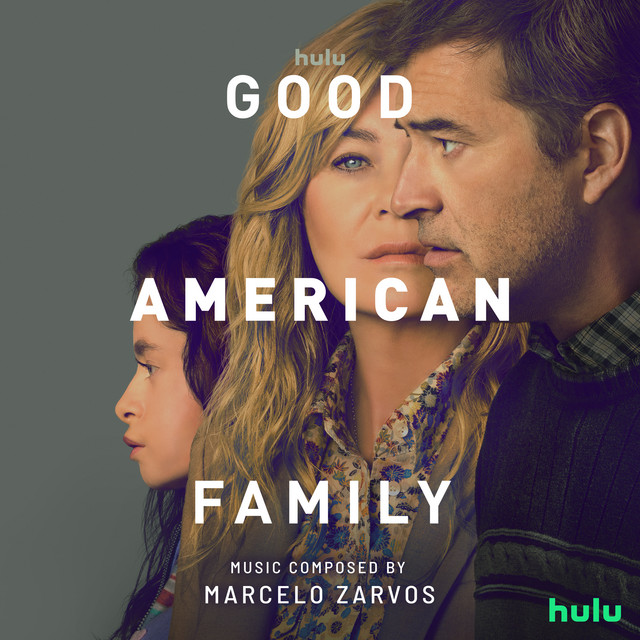 hulu
GOOD
AMERICAN
FAMILY
MUSIC COMPOSED BY
MARCELO ZARVOS
hulu